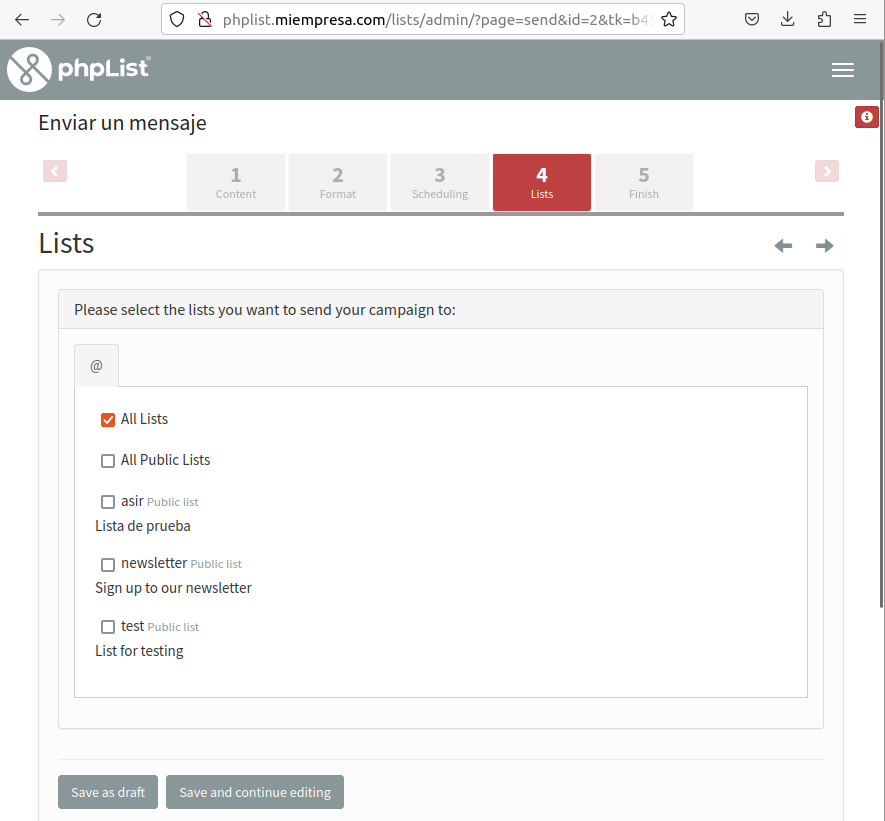 phplist.miempresa.com/lists/admin/?page=send&id=2&tk=b4
phpList
Enviar un mensaje
1 2 3 4 5
Content Format Scheduling Lists Finish
Lists
Please select the lists you want to send your campaign to:
@
All Lists
All Public Lists
asir Public list
Lista de prueba
newsletter Public list
Sign up to our newsletter
test Public list
List for testing
Save as draft Save and continue editing